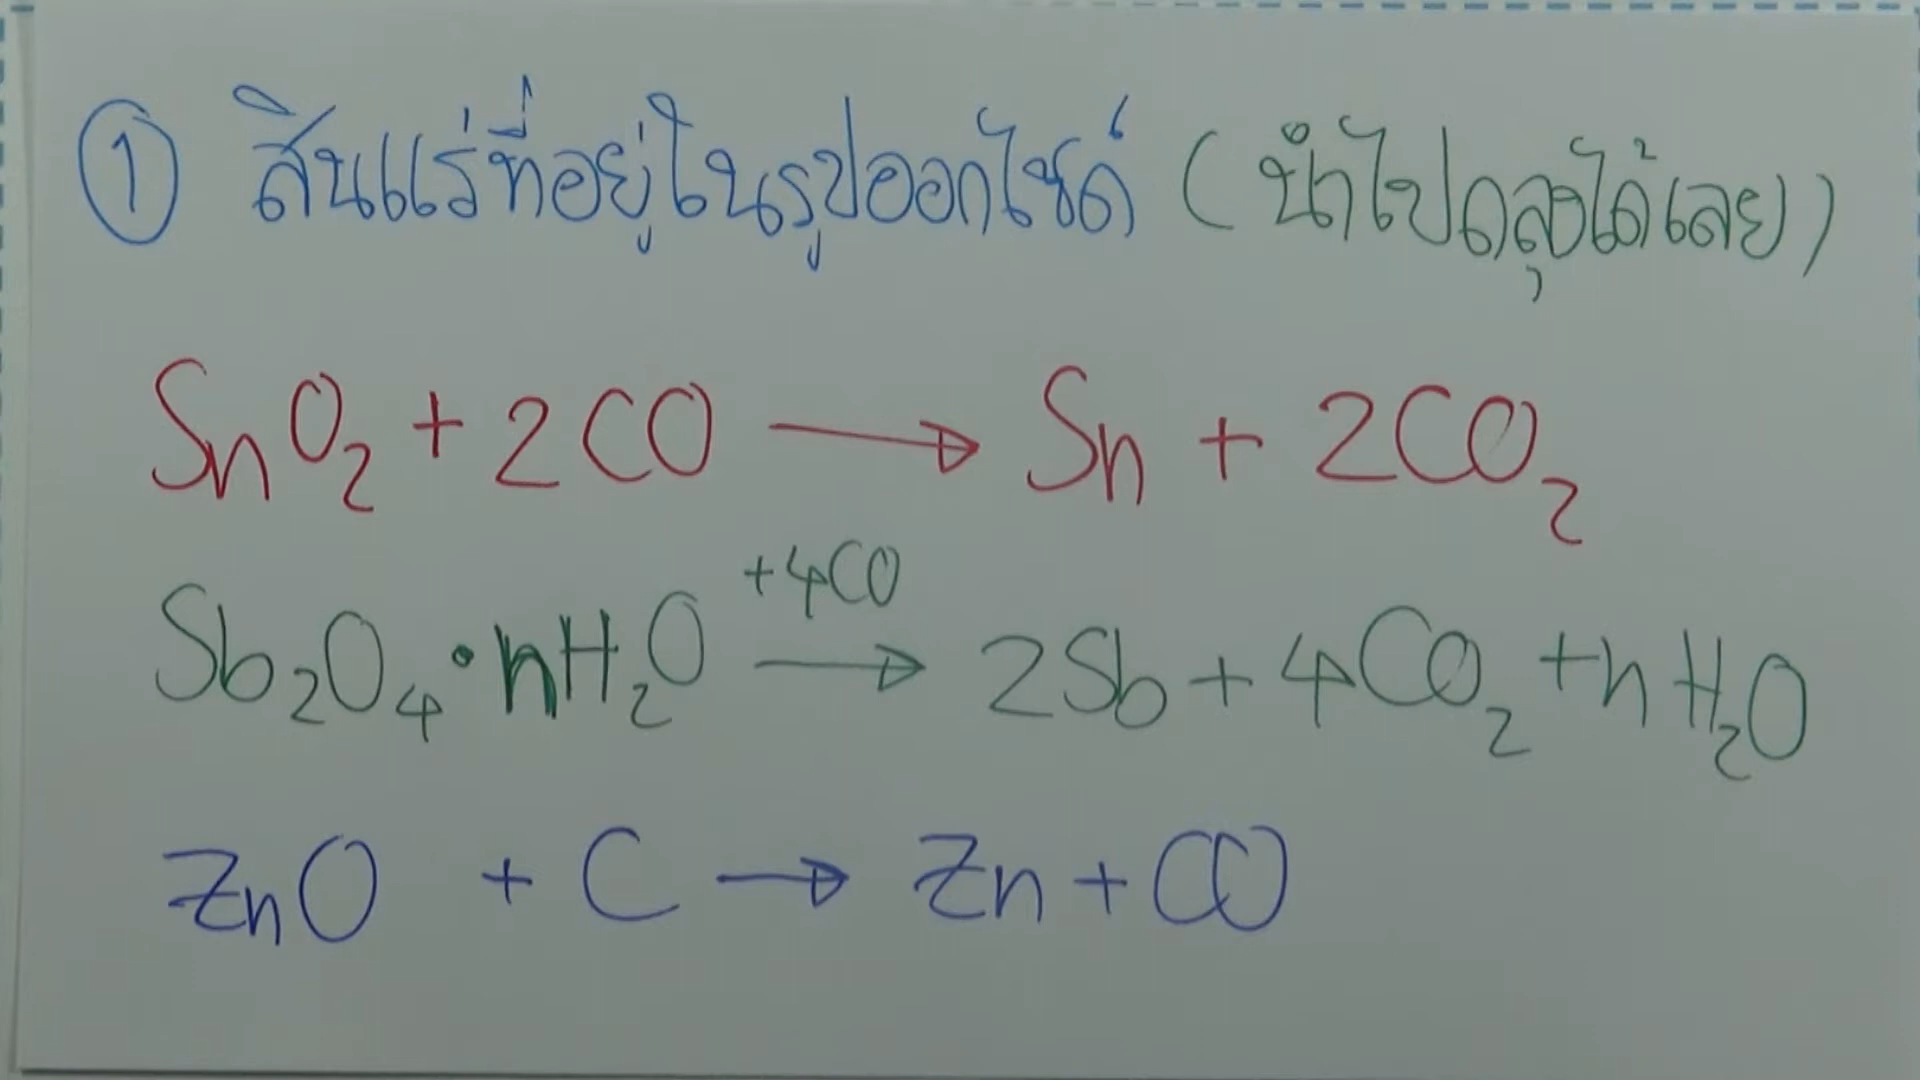 ① สินแร่ที่อยู่ในรูปออกไซด์ (นำไปถลุงได้เลย)
SnO₂ + 2CO → Sn + 2CO₂
+4CO
Sb₂O₄·nH₂O → 2Sb + 4CO₂ + nH₂O
ZnO + C → Zn + CO